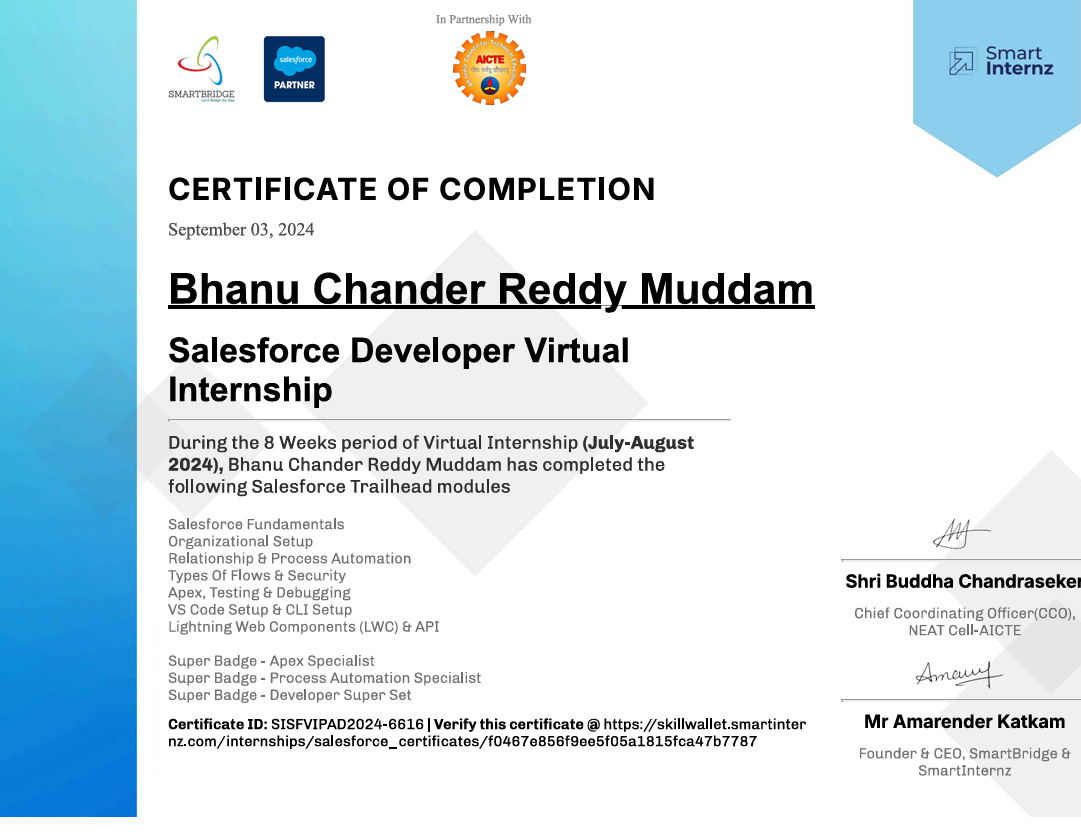 In Partnership With
SMARTBRIDGE
Let's Bridge the Gap
salesforce
PARTNER
AICTE
Smart
Internz
CERTIFICATE OF COMPLETION
September 03, 2024
Bhanu Chander Reddy Muddam
Salesforce Developer Virtual
Internship
During the 8 Weeks period of Virtual Internship (July-August
2024), Bhanu Chander Reddy Muddam has completed the
following Salesforce Trailhead modules
Salesforce Fundamentals
Organizational Setup
Relationship & Process Automation
Types Of Flows & Security
Apex, Testing & Debugging
VS Code Setup & CLI Setup
Lightning Web Components (LWC) & API
Super Badge - Apex Specialist
Super Badge - Process Automation Specialist
Super Badge - Developer Super Set
Certificate ID: SISFVIPAD2024-6616 | Verify this certificate @ https://skillwallet.smartinter
nz.com/internships/salesforce_certificates/f0467e856f9ee5f05a1815fca47b7787
Shri Buddha Chandraseker
Chief Coordinating Officer(CCO),
NEAT Cell-AICTE
Mr Amarender Katkam
Founder & CEO, SmartBridge &
SmartInternz